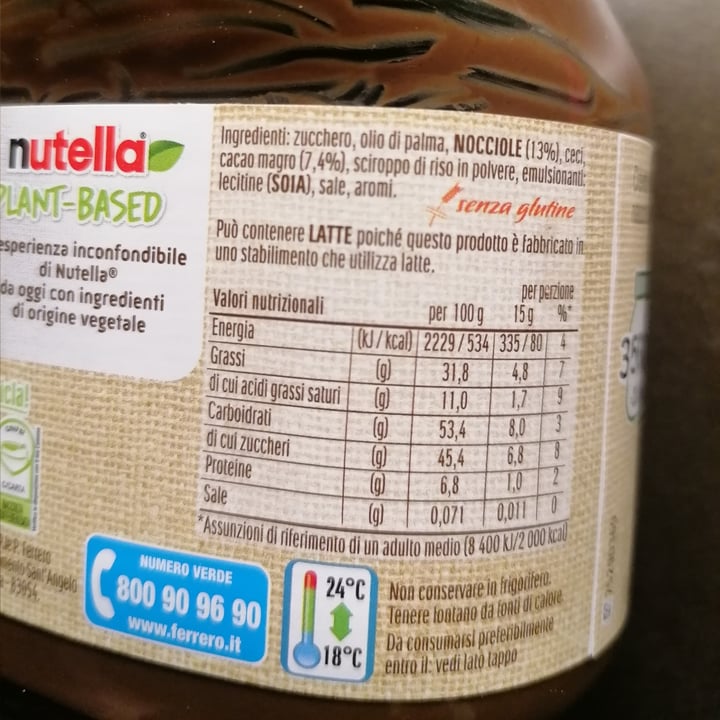 nutella®
PLANT-BASED
esperienza inconfondibile
di Nutella®
da oggi con ingredienti
di origine vegetale
Ingredienti: zucchero, olio di palma, NOCCIOLE (13%), ceci,
cacao magro (7,4%), sciroppo di riso in polvere, emulsionanti:
lecitine (SOIA), sale, aromi.
senza glutine
Può contenere LATTE poiché questo prodotto è fabbricato in
uno stabilimento che utilizza latte.
per porzione
Valori nutrizionali per 100 g 15 g %*
Energia (kJ/kcal) 2229/534 335/80 4
Grassi (g) 31,8 4,8 7
di cui acidi grassi saturi (g) 11,0 1,7 9
Carboidrati (g) 53,4 8,0 3
di cui zuccheri (g) 45,4 6,8 8
Proteine (g) 6,8 1,0 2
Sale (g) 0,071 0,011 0
*Assunzioni di riferimento di un adulto medio (8 400 kJ/2 000 kcal)
NUMERO VERDE
800 90 96 90
www.ferrero.it
24°C
18°C
Non conservare in frigorifero.
Tenere lontano da fonti di calore.
Da consumarsi preferibilmente
entro il: vedi lato tappo
Ferrero
Sant'Angelo
83054